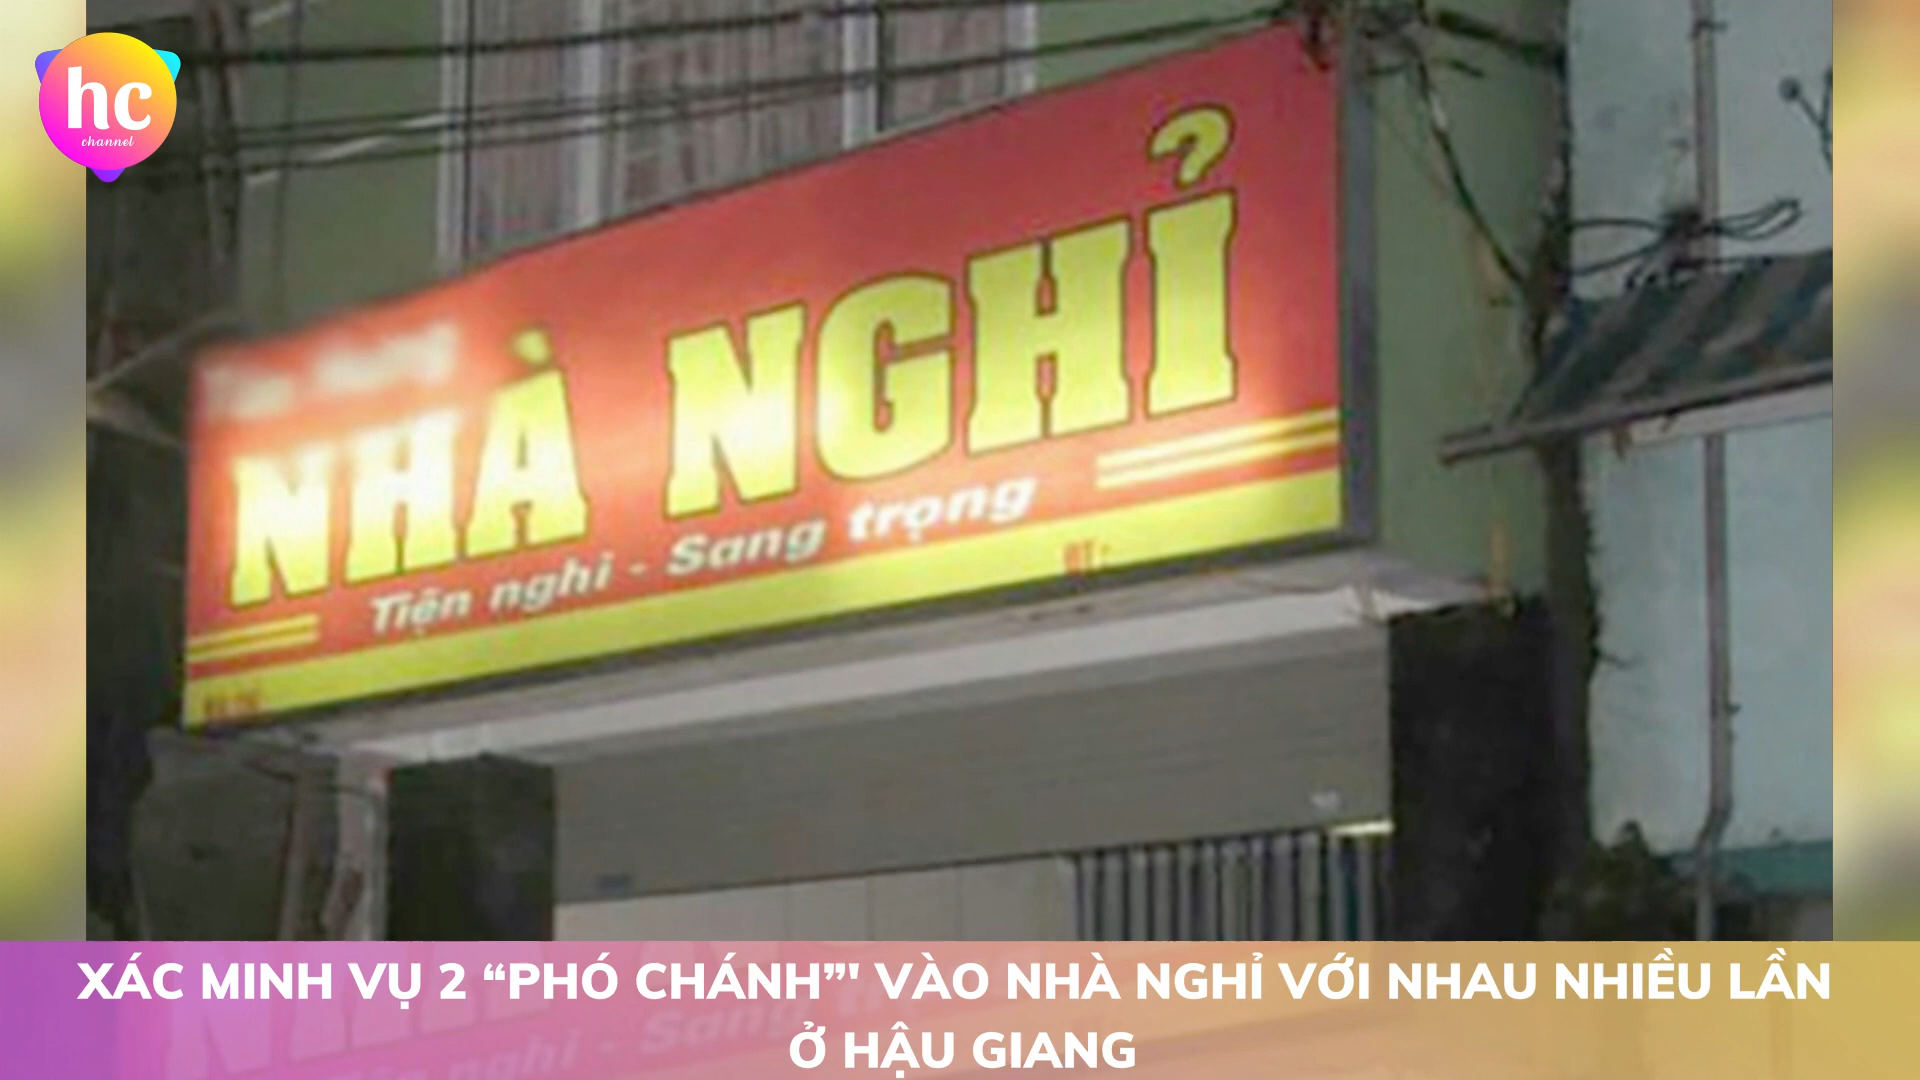 hc
channel
NHÀ NGHỈ
Tiện nghi - Sang trọng
ĐT:
XÁC MINH VỤ 2 “PHÓ CHÁNH”' VÀO NHÀ NGHỈ VỚI NHAU NHIỀU LẦN
Ở HẬU GIANG